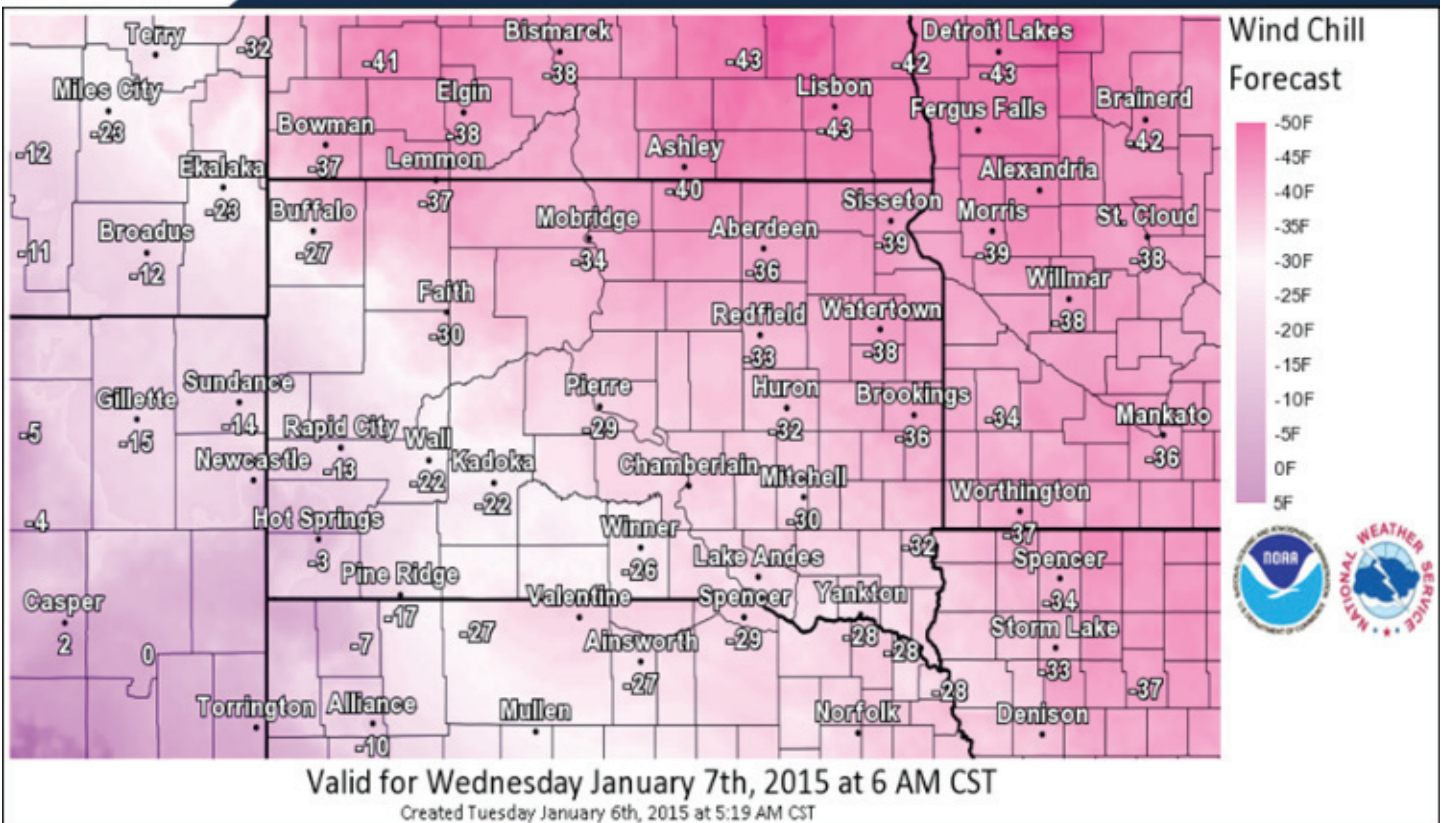 Wind Chill
Forecast
-50F
-45F
-40F
-35F
-30F
-25F
-20F
-15F
-10F
-5F
0F
5F
NOAA
NATIONAL WEATHER SERVICE
Terry
-32
-41
Bismarck
-38
-43
-42
Detroit Lakes
-43
Miles City
-23
Elgin
-38
Lisbon
-43
Fergus Falls
Brainerd
-42
-12
Bowman
-37
Lemmon
-37
Ashley
-40
Alexandria
Ekalaka
-23
Buffalo
-27
Mobridge
-34
Aberdeen
-36
Sisseton
-39
Morris
-39
St. Cloud
-38
-11
Broadus
-12
Faith
-30
Redfield
-33
Watertown
-38
Willmar
-38
Sundance
-14
Gillette
-15
-5
Rapid City
-13
Wall
-22
Kadoka
-22
Pierre
-29
Huron
-32
Brookings
-36
-34
Mankato
-36
Newcastle
Chamberlain
Mitchell
-30
Worthington
-37
-4
Hot Springs
-3
Pine Ridge
-17
Winner
-26
Lake Andes
-32
Spencer
-34
Casper
2
0
-7
-27
Valentine
Ainsworth
-27
Spencer
-29
Yankton
-28
-28
-28
Storm Lake
-33
-37
Torrington
Alliance
-10
Mullen
Norfolk
Denison
Valid for Wednesday January 7th, 2015 at 6 AM CST
Created Tuesday January 6th, 2015 at 5:19 AM CST